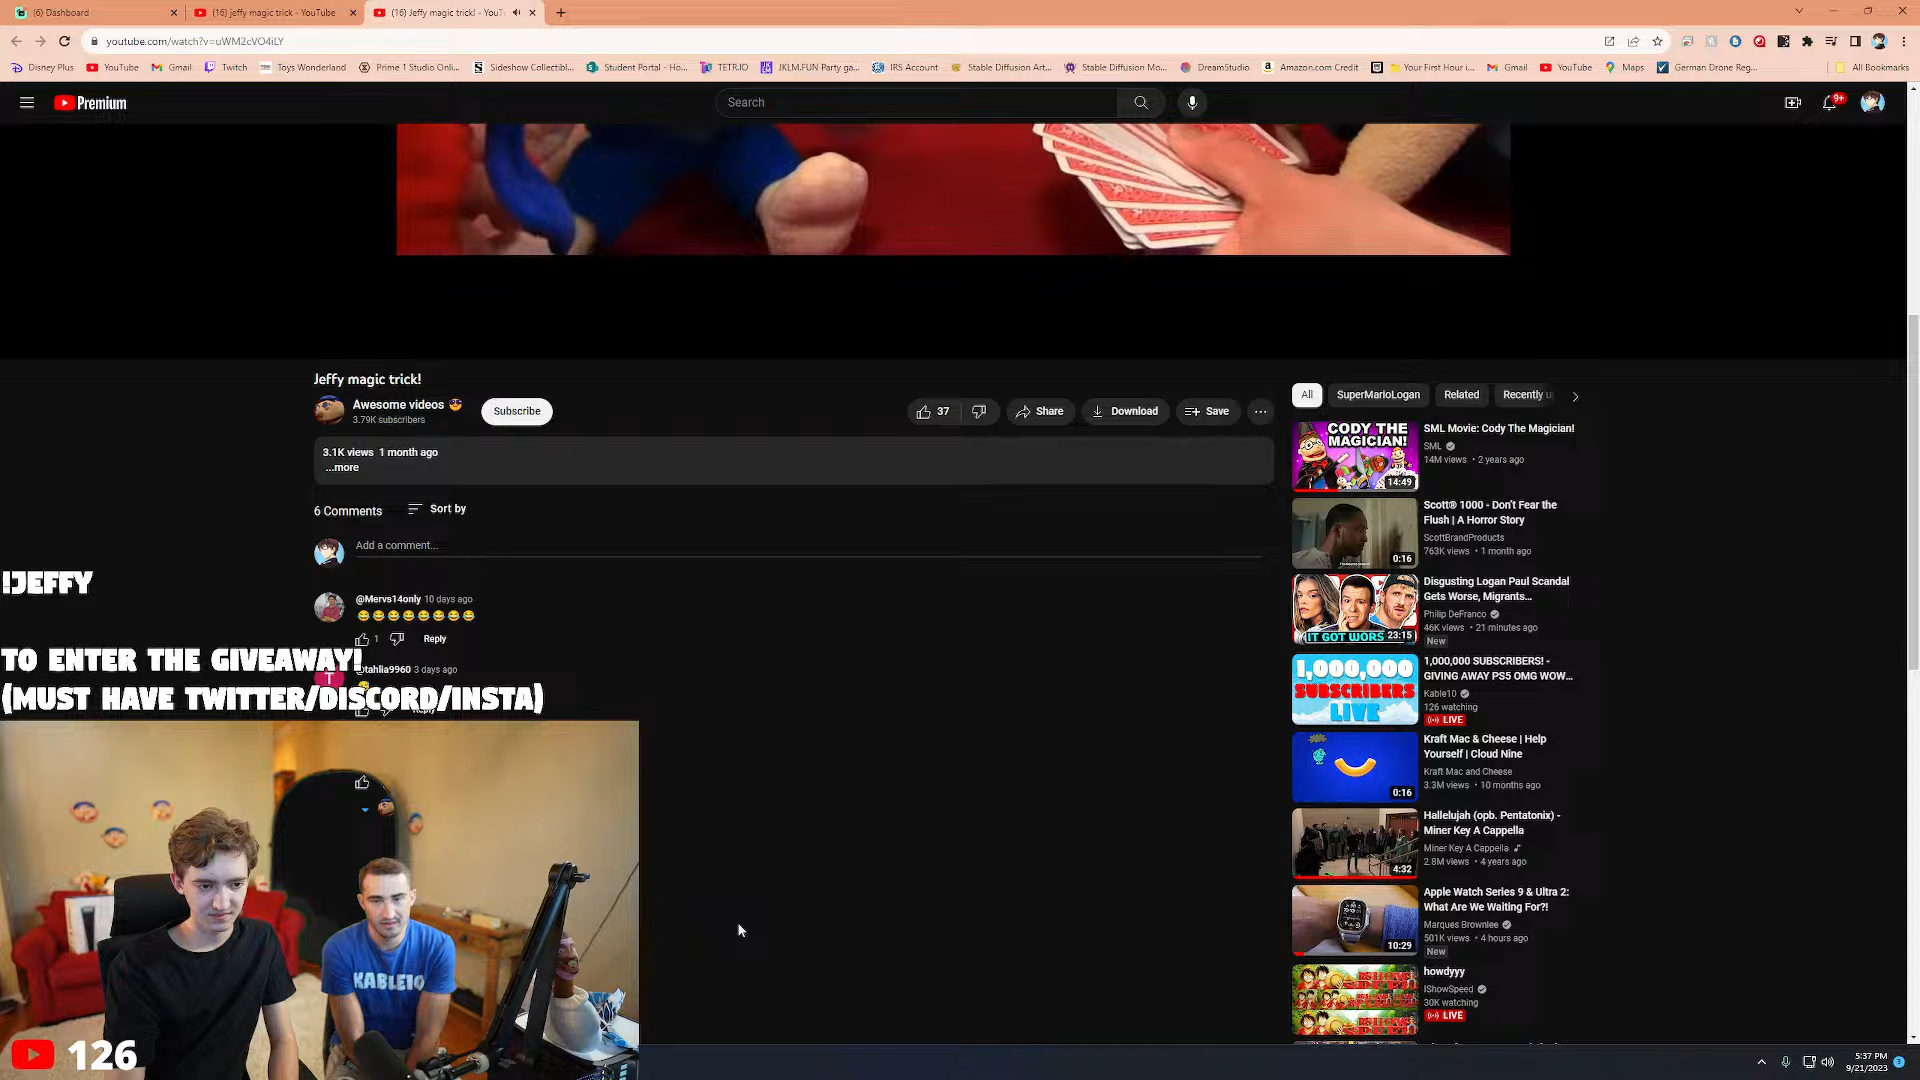 (6) Dashboard
(16) jeffy magic trick - YouTube
(16) Jeffy magic trick! - YouT
youtube.com/watch?v=uWM2cVO4iLY
Disney Plus
YouTube
Gmail
Twitch
Toys Wonderland
Prime 1 Studio Onli...
Sideshow Collectibl...
Student Portal - Ho...
TETR.IO
JKLM.FUN Party ga...
IRS Account
Stable Diffusion Art...
Stable Diffusion Mo...
DreamStudio
Amazon.com Credit
Your First Hour i...
Gmail
YouTube
Maps
German Drone Reg...
All Bookmarks
Premium
Search
9+
Jeffy magic trick!
Awesome videos
3.79K subscribers
Subscribe
37
Share
Download
Save
3.1K views 1 month ago
...more
6 Comments
Sort by
Add a comment...
@Mervs14only 10 days ago
1
Reply
T
tahlia9960 3 days ago
!JEFFY
TO ENTER THE GIVEAWAY!
(MUST HAVE TWITTER/DISCORD/INSTA)
KABLE10
126
All
SuperMarioLogan
Related
Recently u
CODY THE
MAGICIAN!
14:49
SML Movie: Cody The Magician!
SML
14M views • 2 years ago
0:16
Scott® 1000 - Don't Fear the
Flush | A Horror Story
ScottBrandProducts
763K views • 1 month ago
IT GOT WORS
23:15
Disgusting Logan Paul Scandal
Gets Worse, Migrants...
Philip DeFranco
46K views • 21 minutes ago
New
1,000,000
SUBSCRIBERS
LIVE
1,000,000 SUBSCRIBERS! -
GIVING AWAY PS5 OMG WOW...
Kable10
126 watching
LIVE
0:16
Kraft Mac & Cheese | Help
Yourself | Cloud Nine
Kraft Mac and Cheese
3.3M views • 10 months ago
4:32
Hallelujah (opb. Pentatonix) -
Miner Key A Cappella
Miner Key A Cappella
2.8M views • 4 years ago
10:29
Apple Watch Series 9 & Ultra 2:
What Are We Waiting For?!
Marques Brownlee
501K views • 4 hours ago
New
howdyyy
IShowSpeed
30K watching
LIVE
5:37 PM
9/21/2023
3